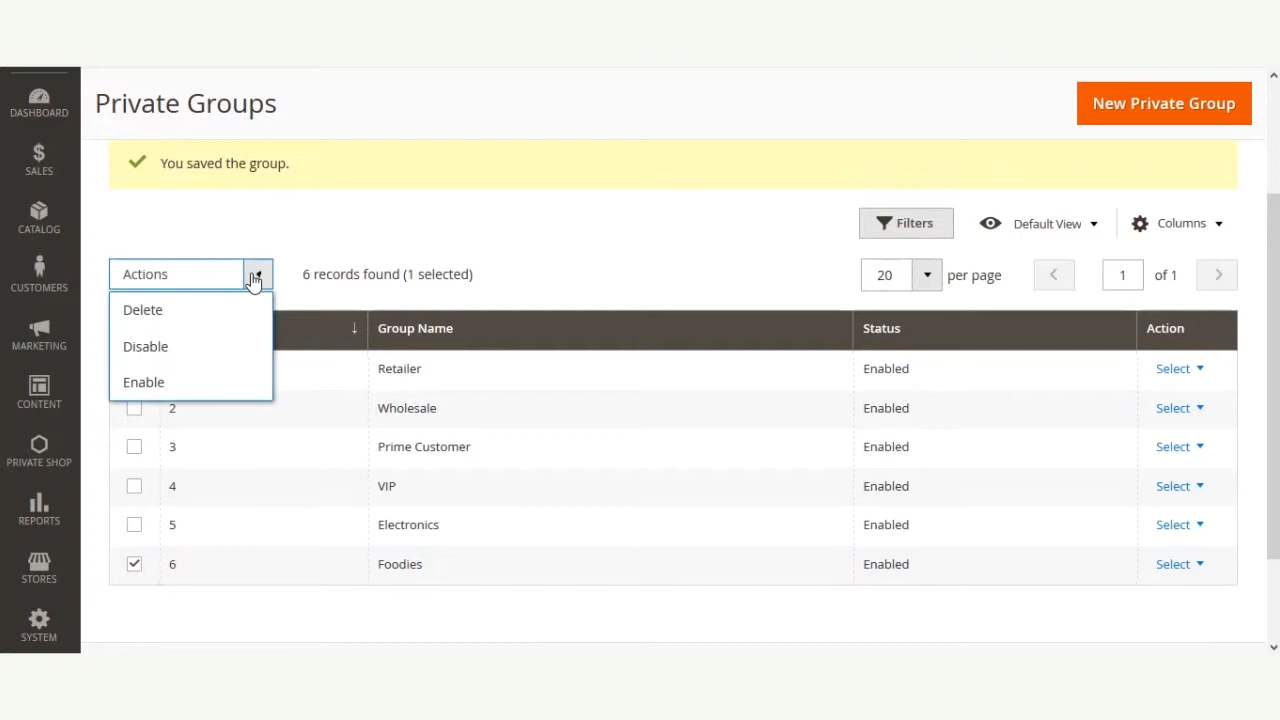 DASHBOARD
SALES
CATALOG
CUSTOMERS
MARKETING
CONTENT
PRIVATE SHOP
REPORTS
STORES
SYSTEM
Private Groups
New Private Group
You saved the group.
Filters
Default View
Columns
Actions
6 records found (1 selected)
20 per page
1 of 1
Delete
Disable
Enable
↓ Group Name Status Action
Retailer Enabled Select
2 Wholesale Enabled Select
3 Prime Customer Enabled Select
4 VIP Enabled Select
5 Electronics Enabled Select
6 Foodies Enabled Select